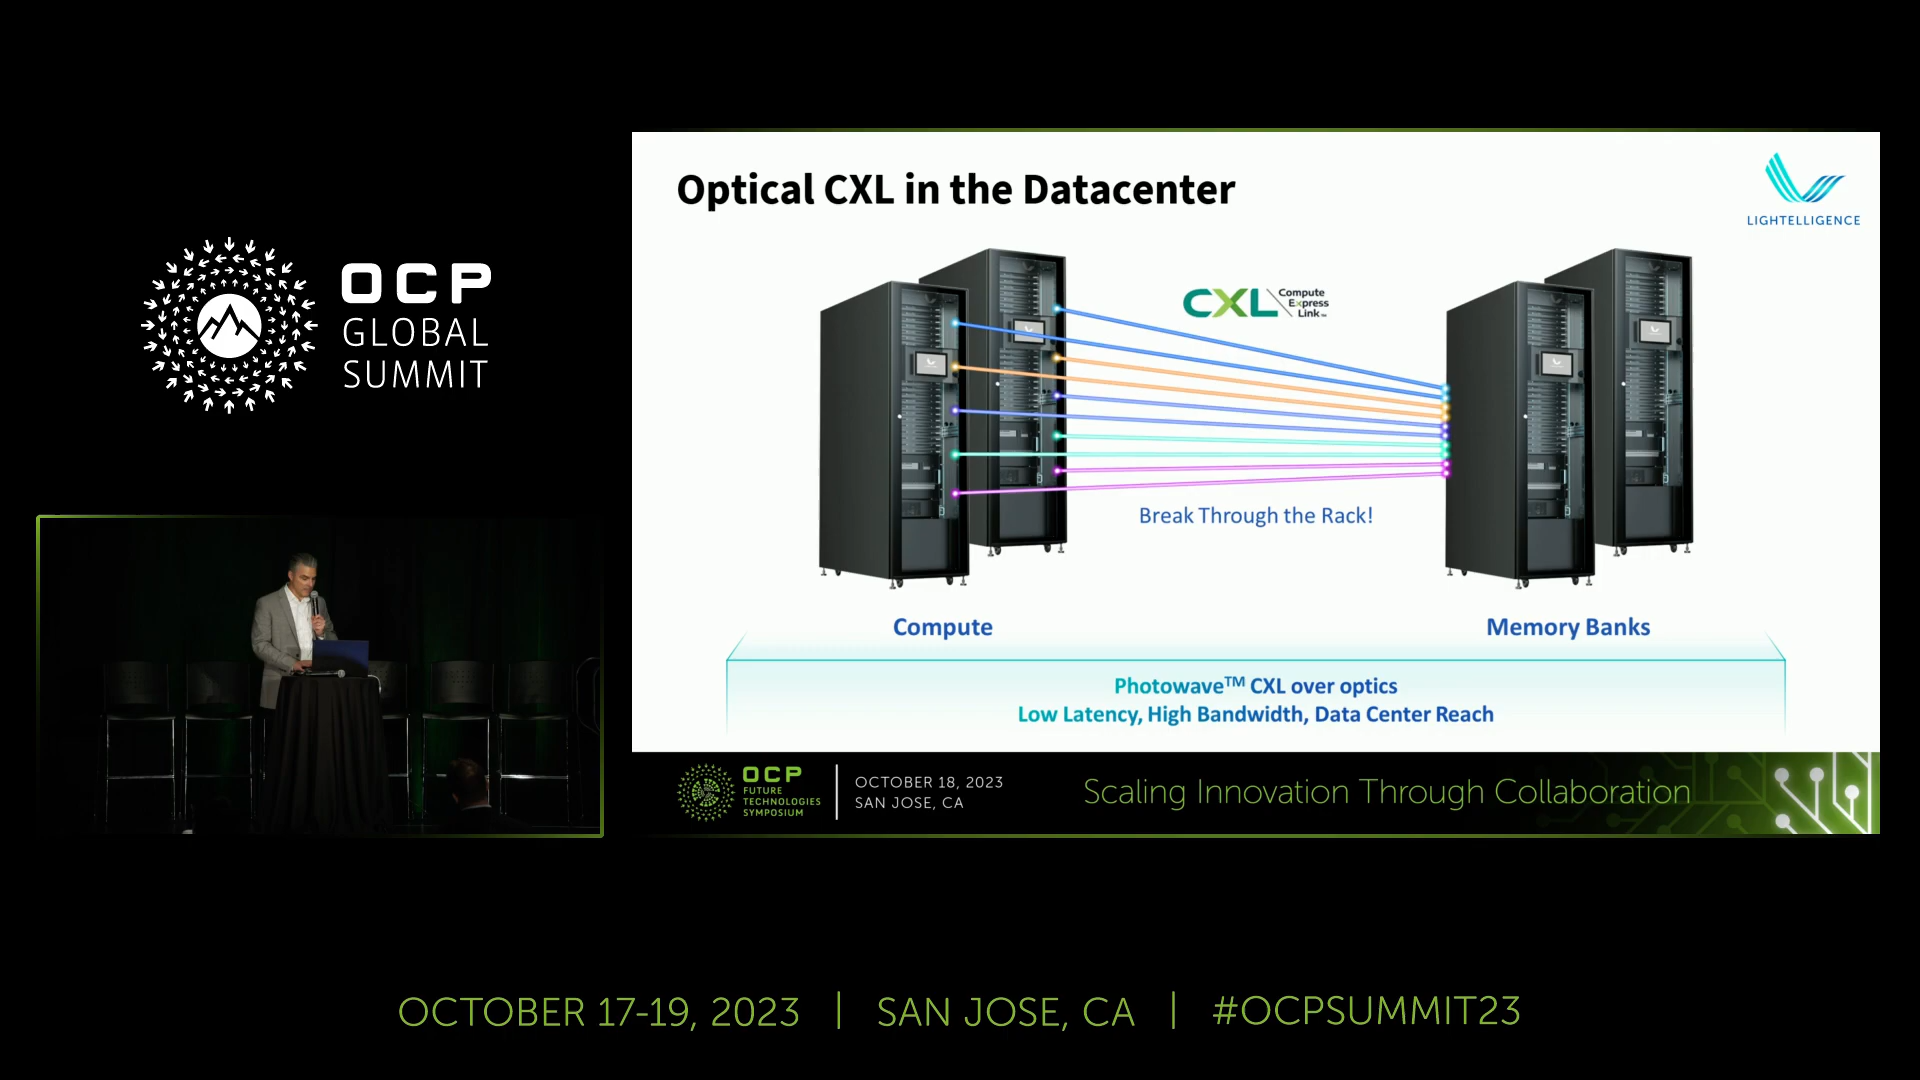 OCP
GLOBAL
SUMMIT
Optical CXL in the Datacenter
LIGHTELLIGENCE
CXL Compute
Express
Link™
Break Through the Rack!
Compute
Memory Banks
Photowave™ CXL over optics
Low Latency, High Bandwidth, Data Center Reach
OCP
FUTURE
TECHNOLOGIES
SYMPOSIUM
OCTOBER 18, 2023
SAN JOSE, CA
Scaling Innovation Through Collaboration
OCTOBER 17-19, 2023 | SAN JOSE, CA | #OCPSUMMIT23